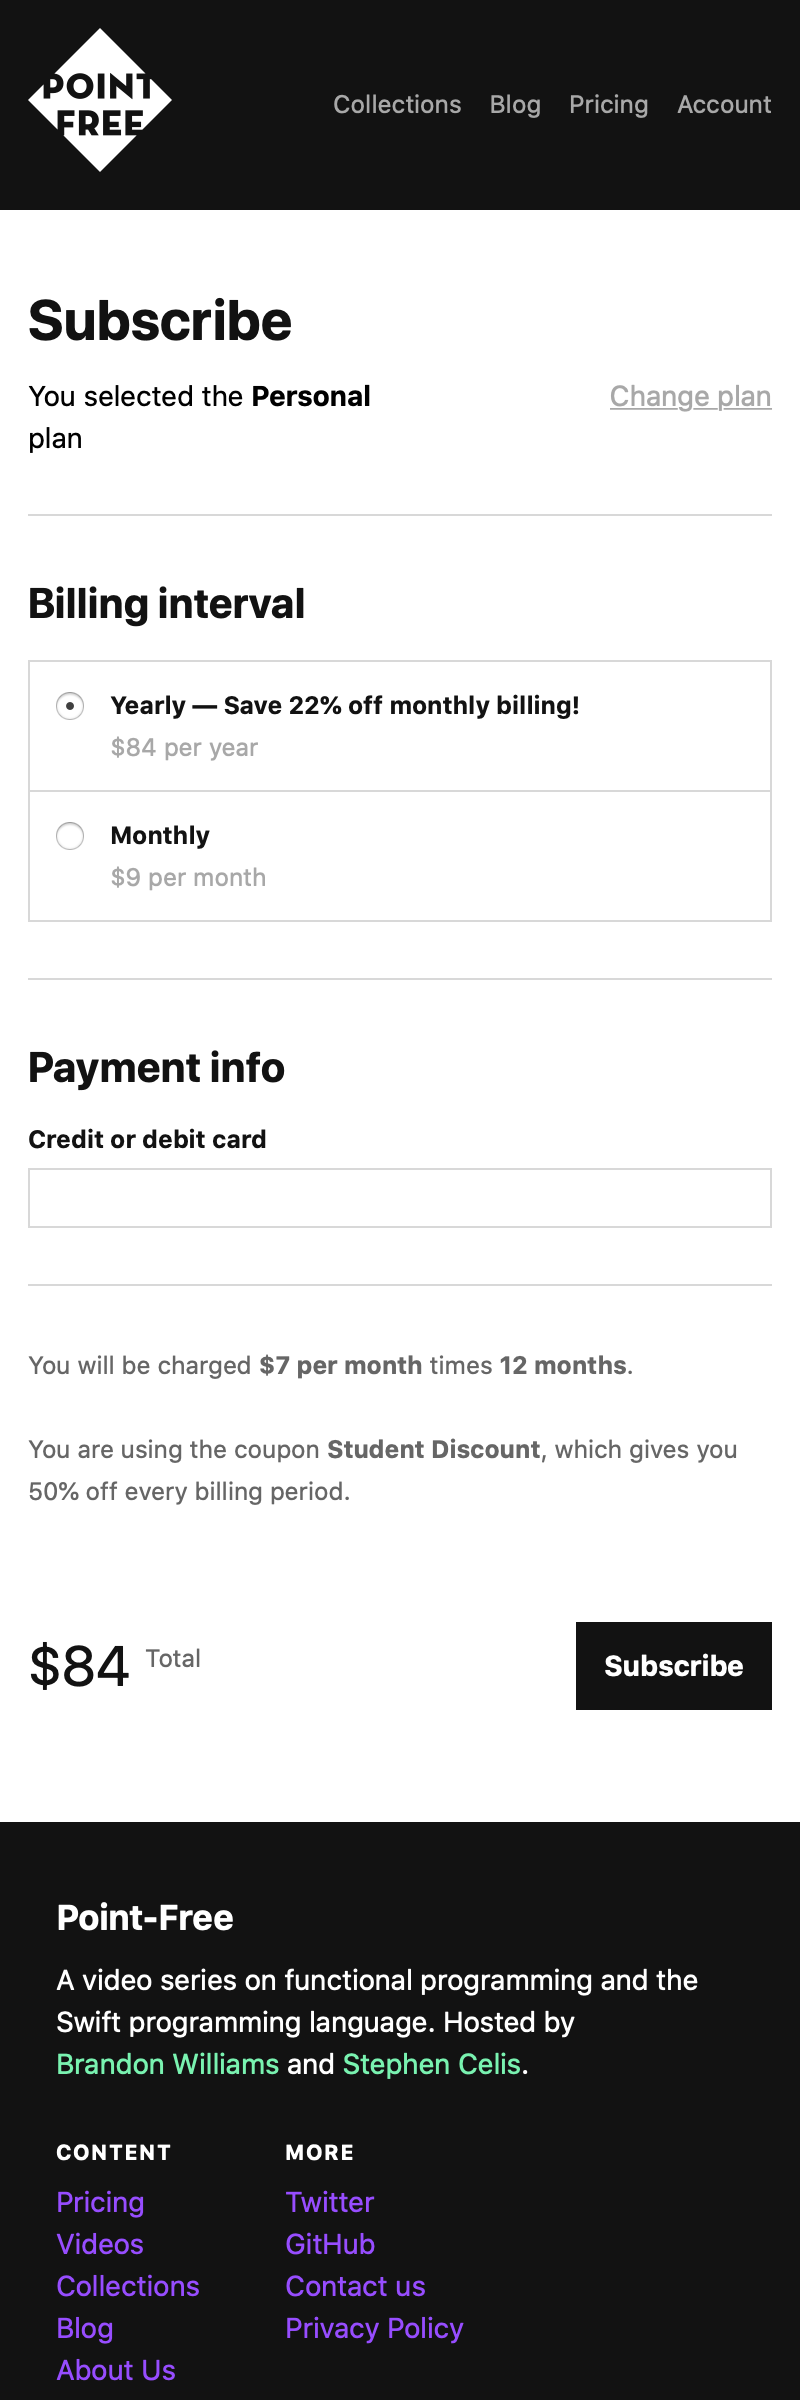 POINT
FREE
Collections Blog Pricing Account
Subscribe
You selected the Personal
plan
Change plan
Billing interval
Yearly — Save 22% off monthly billing!
$84 per year
Monthly
$9 per month
Payment info
Credit or debit card
You will be charged $7 per month times 12 months.
You are using the coupon Student Discount, which gives you
50% off every billing period.
$84 Total
Subscribe
Point-Free
A video series on functional programming and the
Swift programming language. Hosted by
Brandon Williams and Stephen Celis.
CONTENT
Pricing
Videos
Collections
Blog
About Us
MORE
Twitter
GitHub
Contact us
Privacy Policy